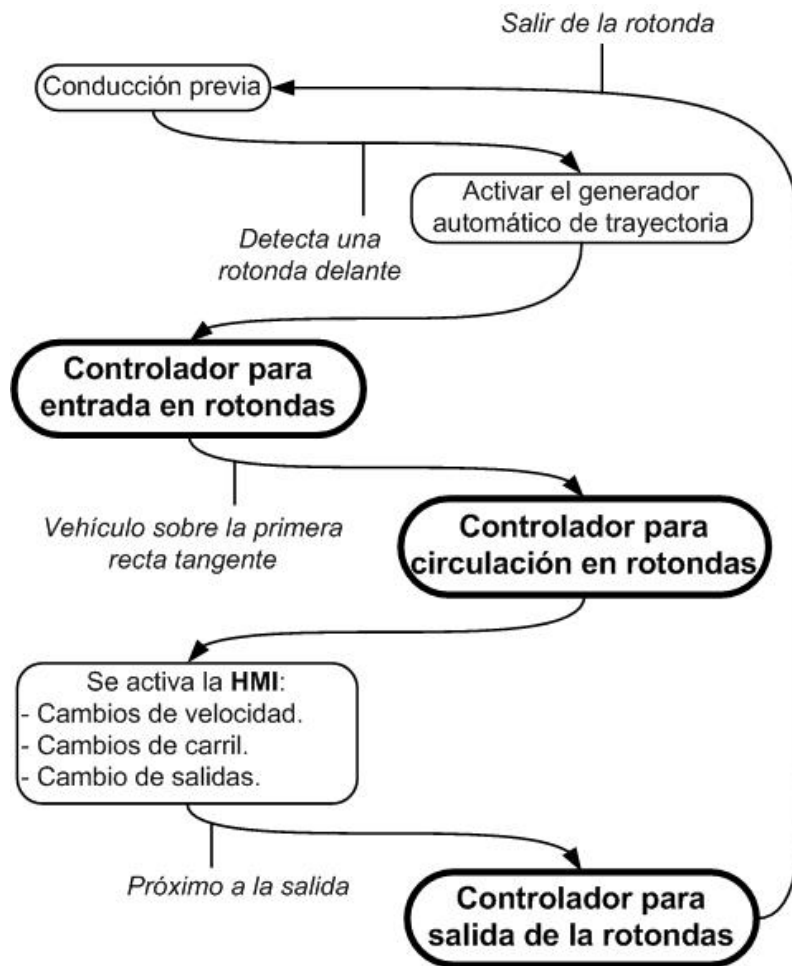 Salir de la rotonda
Conducción previa
Activar el generador
automático de trayectoria
Detecta una
rotonda delante
Controlador para
entrada en rotondas
Vehículo sobre la primera
recta tangente
Controlador para
circulación en rotondas
Se activa la HMI:
- Cambios de velocidad.
- Cambios de carril.
- Cambio de salidas.
Próximo a la salida
Controlador para
salida de la rotondas